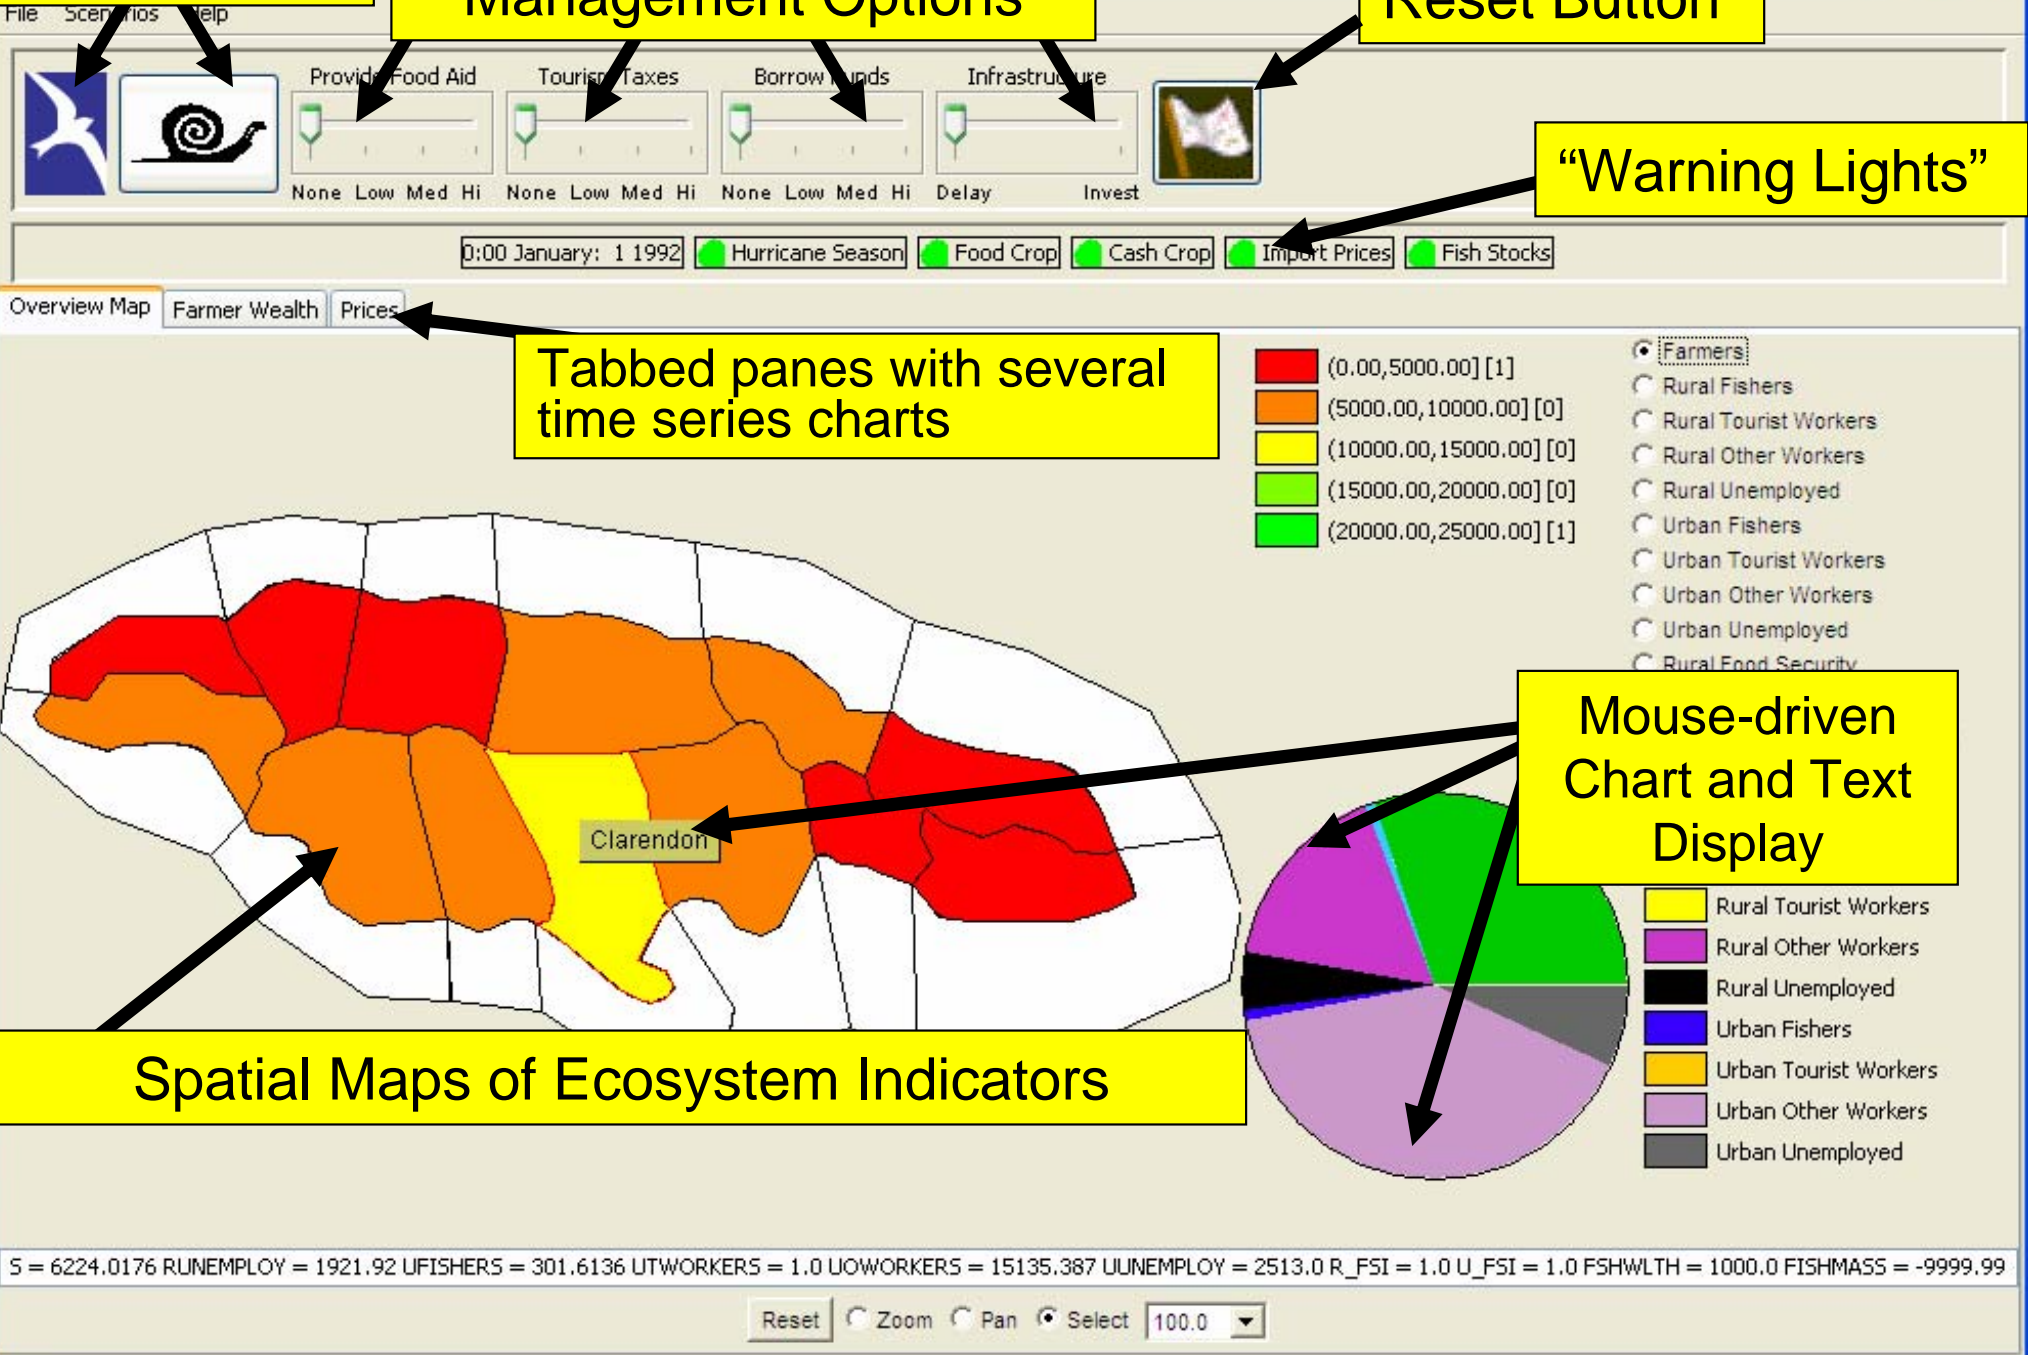 Management Options
Reset Button
File Scenarios Help
Provide Food Aid
Tourism Taxes
Borrow Funds
Infrastructure
None Low Med Hi
None Low Med Hi
None Low Med Hi
Delay Invest
“Warning Lights”
0:00 January: 1 1992
Hurricane Season
Food Crop
Cash Crop
Import Prices
Fish Stocks
Overview Map
Farmer Wealth
Prices
Tabbed panes with several
time series charts
(0.00,5000.00] [1]
(5000.00,10000.00] [0]
(10000.00,15000.00] [0]
(15000.00,20000.00] [0]
(20000.00,25000.00] [1]
Farmers
Rural Fishers
Rural Tourist Workers
Rural Other Workers
Rural Unemployed
Urban Fishers
Urban Tourist Workers
Urban Other Workers
Urban Unemployed
Rural Food Security
Mouse-driven
Chart and Text
Display
Clarendon
Rural Tourist Workers
Rural Other Workers
Rural Unemployed
Urban Fishers
Urban Tourist Workers
Urban Other Workers
Urban Unemployed
Spatial Maps of Ecosystem Indicators
S = 6224.0176 RUNEMPLOY = 1921.92 UFISHERS = 301.6136 UTWORKERS = 1.0 UOWORKERS = 15135.387 UUNEMPLOY = 2513.0 R_FSI = 1.0 U_FSI = 1.0 FSHWLTH = 1000.0 FISHMASS = -9999.99
Reset Zoom Pan Select 100.0